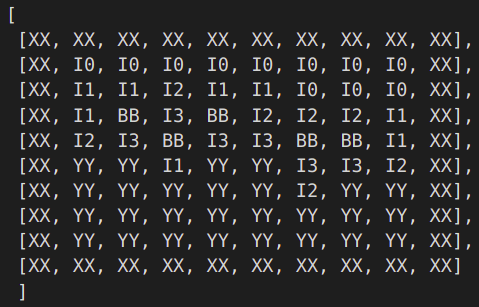 [
[XX, XX, XX, XX, XX, XX, XX, XX, XX, XX],
[XX, I0, I0, I0, I0, I0, I0, I0, I0, XX],
[XX, I1, I1, I2, I1, I1, I0, I0, I0, XX],
[XX, I1, BB, I3, BB, I2, I2, I2, I1, XX],
[XX, I2, I3, BB, I3, I3, BB, BB, I1, XX],
[XX, YY, YY, I1, YY, YY, I3, I3, I2, XX],
[XX, YY, YY, YY, YY, YY, I2, YY, YY, XX],
[XX, YY, YY, YY, YY, YY, YY, YY, YY, XX],
[XX, YY, YY, YY, YY, YY, YY, YY, YY, XX],
[XX, XX, XX, XX, XX, XX, XX, XX, XX, XX]
]